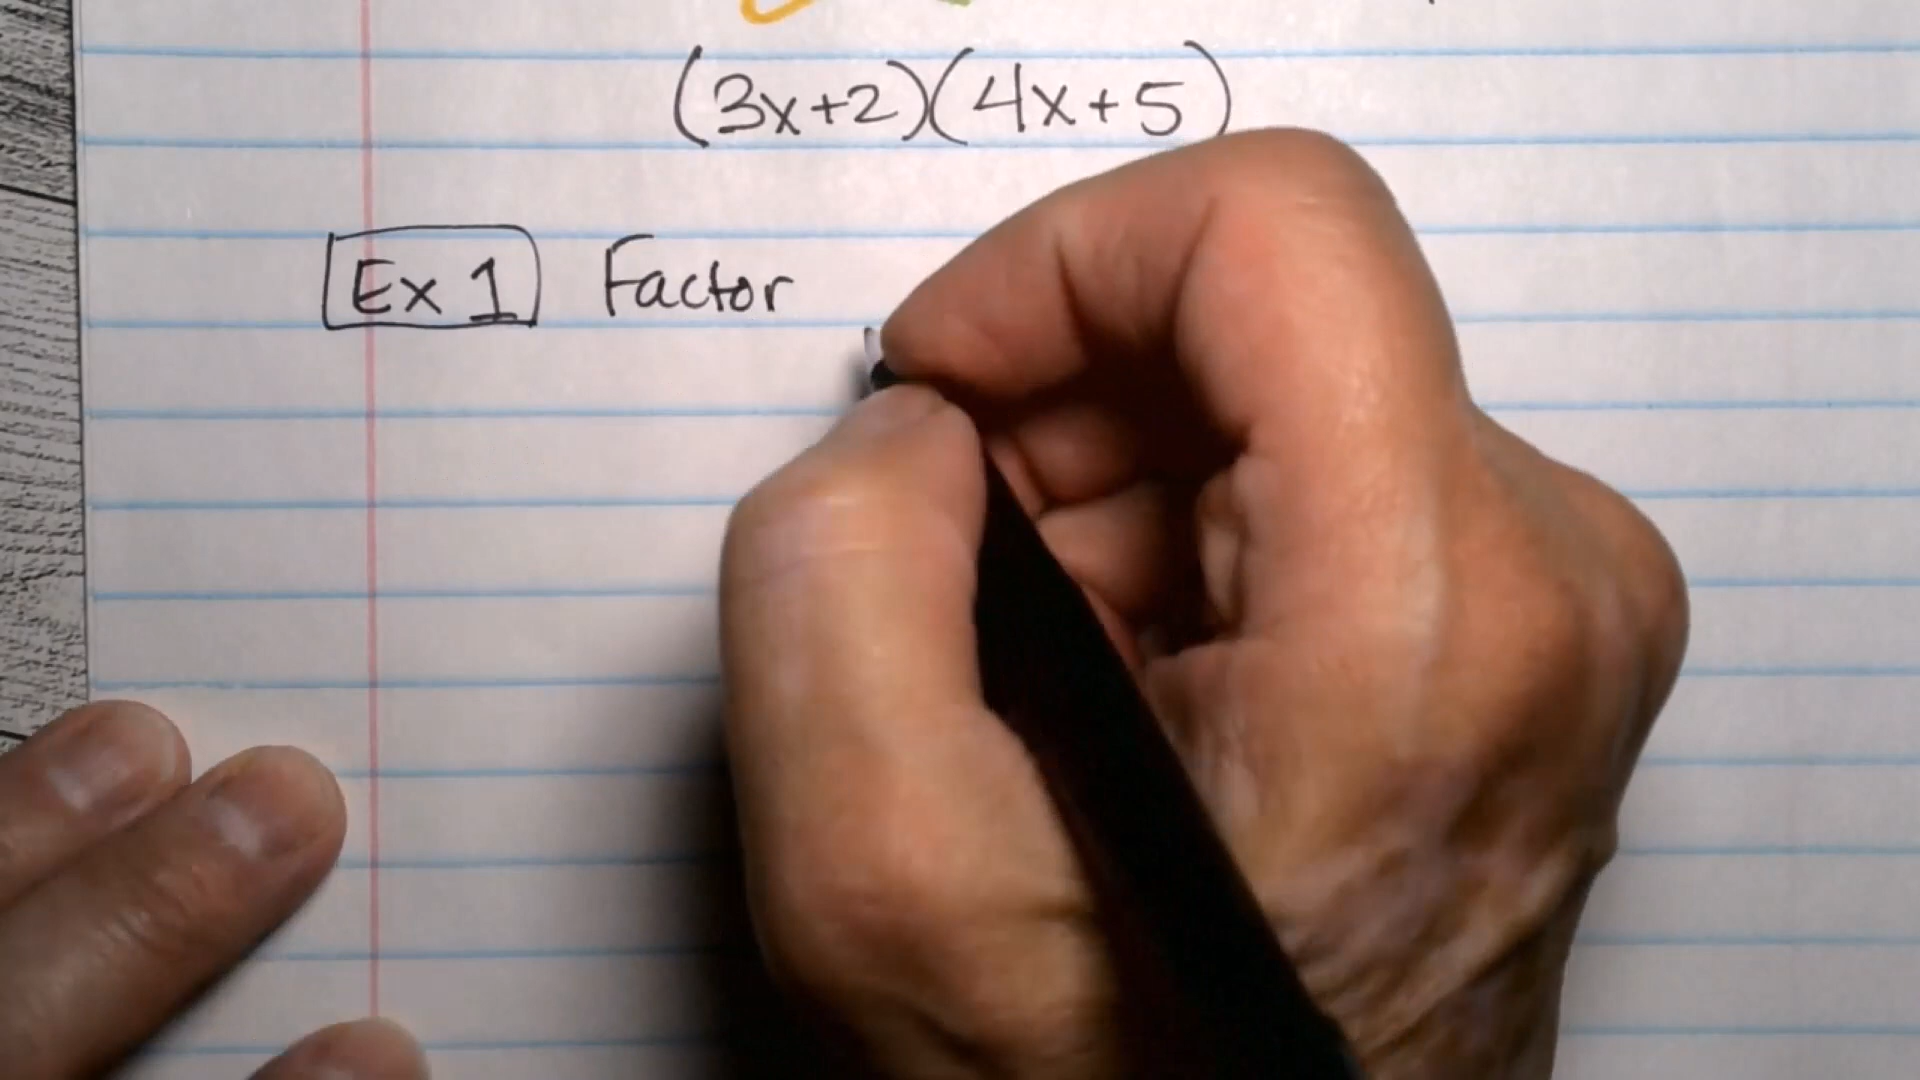 (3x+2)(4x+5)
Ex 1 Factor